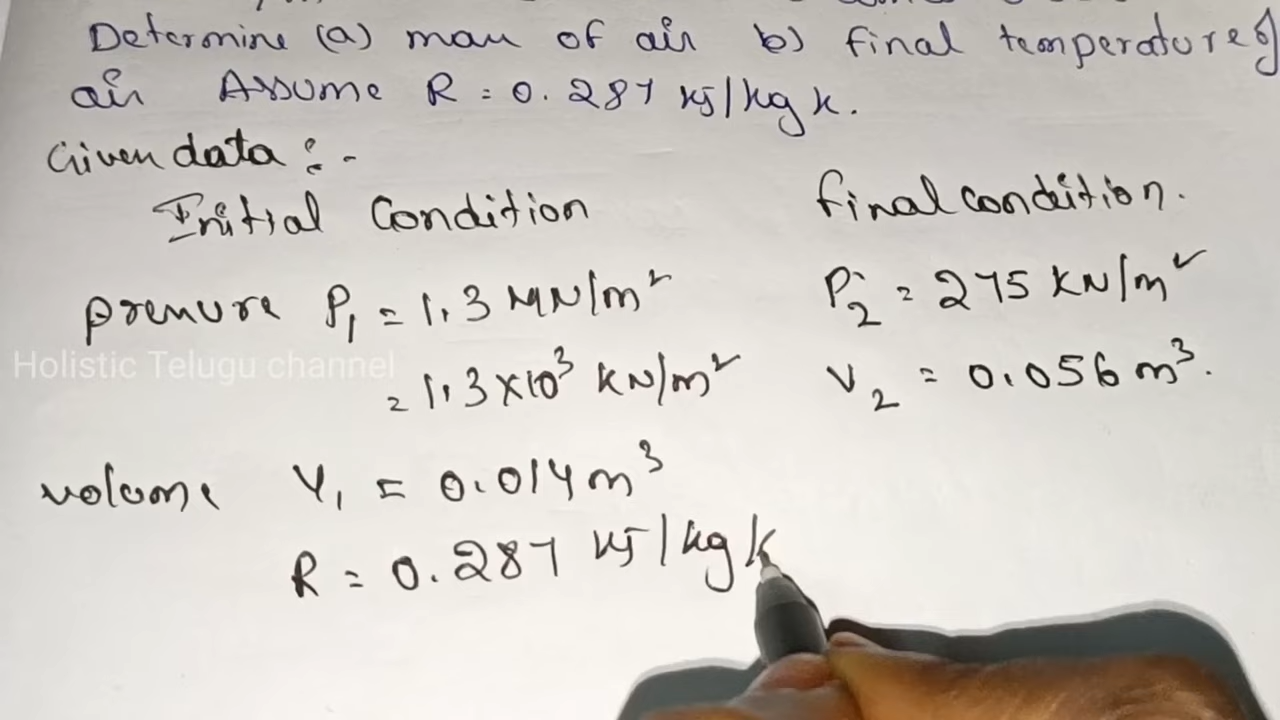 Determine (a) mass of air b) final temperature of
air Assume R = 0.287 kJ/kg K.
Given data :-
Initial Condition
final condition.
pressure P₁ = 1.3 MN/m²
P₂ = 275 KN/m²
Holistic Telugu channel
= 1.3×10³ KN/m²
V₂ = 0.056 m³.
volume V₁ = 0.014 m³
R = 0.287 kJ/kg K